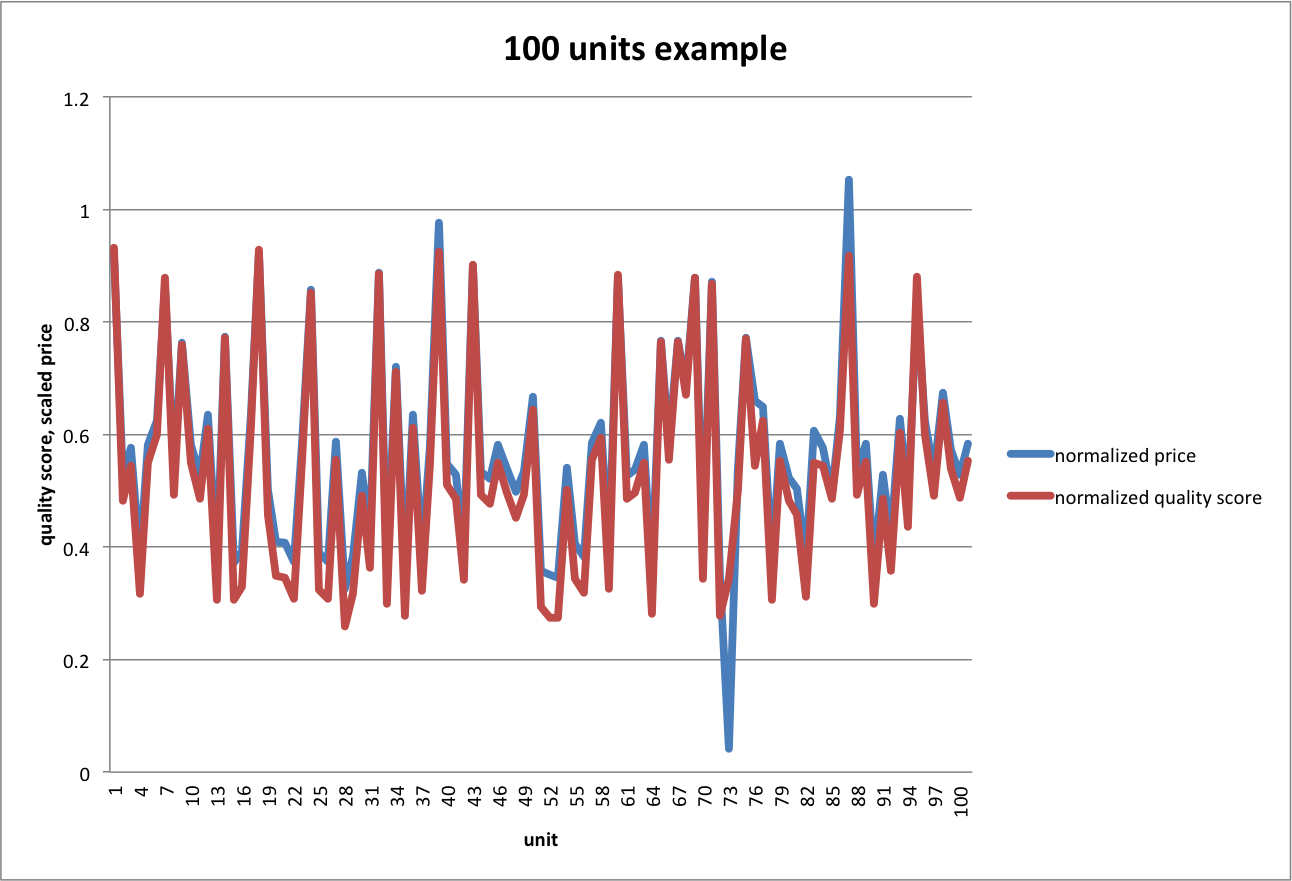 100 units example
1.2
1
0.8
0.6
0.4
0.2
0
quality score, scaled price
1 4 7 10 13 16 19 22 25 28 31 34 37 40 43 46 49 52 55 58 61 64 67 70 73 76 79 82 85 88 91 94 97 100
unit
normalized price
normalized quality score